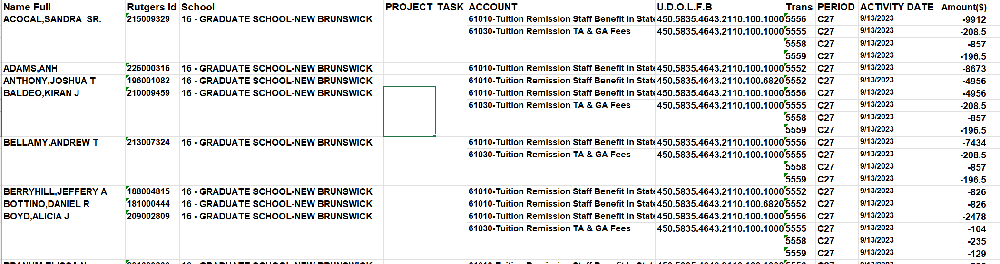 Name Full Rutgers Id School PROJECT TASK ACCOUNT U.D.O.L.F.B Trans PERIOD ACTIVITY DATE Amount($)
ACOCAL,SANDRA SR. 215009329 16 - GRADUATE SCHOOL-NEW BRUNSWICK 61010-Tuition Remission Staff Benefit In State 450.5835.4643.2110.100.1000 5556 C27 9/13/2023 -9912
61030-Tuition Remission TA & GA Fees 450.5835.4643.2110.100.1000 5555 C27 9/13/2023 -208.5
5558 C27 9/13/2023 -857
5559 C27 9/13/2023 -196.5
ADAMS,ANH 226000316 16 - GRADUATE SCHOOL-NEW BRUNSWICK 61010-Tuition Remission Staff Benefit In State 450.5835.4643.2110.100.1000 5552 C27 9/13/2023 -8673
ANTHONY,JOSHUA T 196001082 16 - GRADUATE SCHOOL-NEW BRUNSWICK 61010-Tuition Remission Staff Benefit In State 450.5835.4643.2110.100.6820 5552 C27 9/13/2023 -4956
BALDEO,KIRAN J 210009459 16 - GRADUATE SCHOOL-NEW BRUNSWICK 61010-Tuition Remission Staff Benefit In State 450.5835.4643.2110.100.1000 5556 C27 9/13/2023 -4956
61030-Tuition Remission TA & GA Fees 450.5835.4643.2110.100.1000 5555 C27 9/13/2023 -208.5
5558 C27 9/13/2023 -857
5559 C27 9/13/2023 -196.5
BELLAMY,ANDREW T 213007324 16 - GRADUATE SCHOOL-NEW BRUNSWICK 61010-Tuition Remission Staff Benefit In State 450.5835.4643.2110.100.1000 5556 C27 9/13/2023 -7434
61030-Tuition Remission TA & GA Fees 450.5835.4643.2110.100.1000 5555 C27 9/13/2023 -208.5
5558 C27 9/13/2023 -857
5559 C27 9/13/2023 -196.5
BERRYHILL,JEFFERY A 188004815 16 - GRADUATE SCHOOL-NEW BRUNSWICK 61010-Tuition Remission Staff Benefit In State 450.5835.4643.2110.100.1000 5552 C27 9/13/2023 -826
BOTTINO,DANIEL R 181000444 16 - GRADUATE SCHOOL-NEW BRUNSWICK 61010-Tuition Remission Staff Benefit In State 450.5835.4643.2110.100.6820 5552 C27 9/13/2023 -826
BOYD,ALICIA J 209002809 16 - GRADUATE SCHOOL-NEW BRUNSWICK 61010-Tuition Remission Staff Benefit In State 450.5835.4643.2110.100.1000 5556 C27 9/13/2023 -2478
61030-Tuition Remission TA & GA Fees 450.5835.4643.2110.100.1000 5555 C27 9/13/2023 -104
5558 C27 9/13/2023 -235
5559 C27 9/13/2023 -129